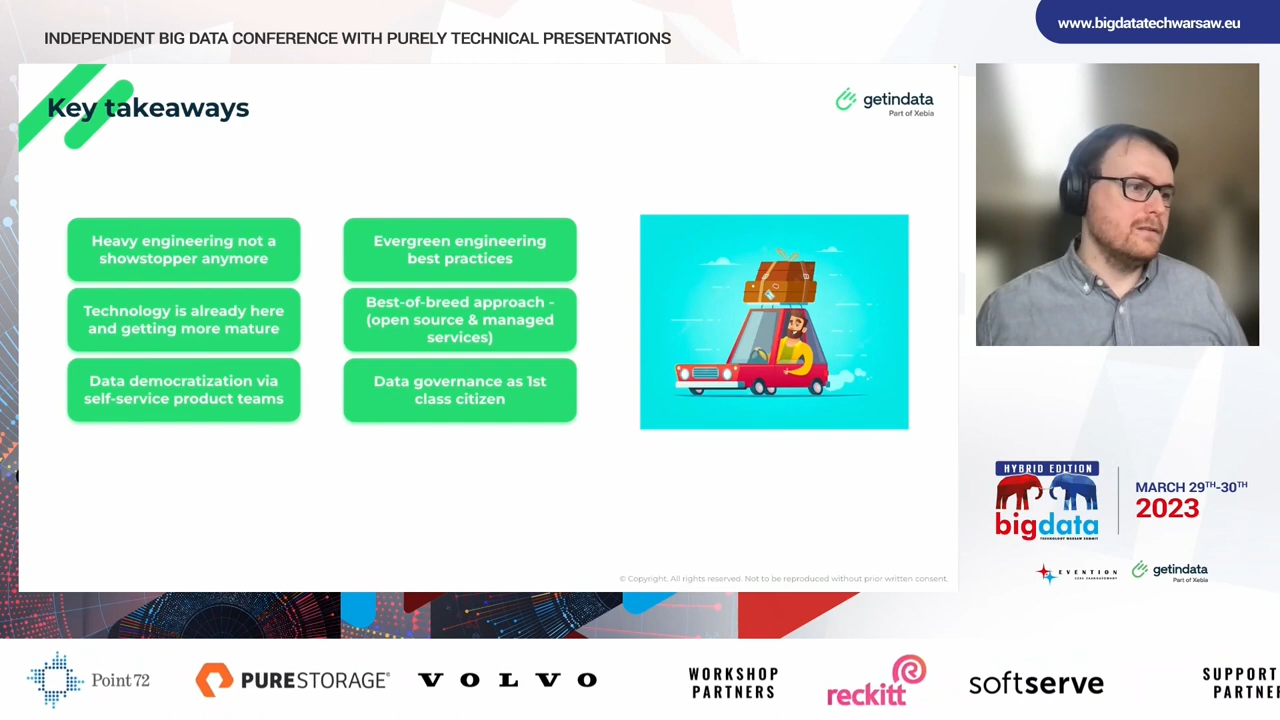 INDEPENDENT BIG DATA CONFERENCE WITH PURELY TECHNICAL PRESENTATIONS
www.bigdatatechwarsaw.eu
Key takeaways
getindata
Part of Xebia
Heavy engineering not a
showstopper anymore
Evergreen engineering
best practices
Technology is already here
and getting more mature
Best-of-breed approach -
(open source & managed
services)
Data democratization via
self-service product teams
Data governance as 1st
class citizen
© Copyright. All rights reserved. Not to be reproduced without prior written consent.
HYBRID EDITION
bigdata
TECHNOLOGY WARSAW SUMMIT
MARCH 29TH-30TH
2023
EVENTION
getindata
Part of Xebia
Point72
PURESTORAGE®
VOLVO
WORKSHOP
PARTNERS
reckitt
softserve
SUPPORT
PARTNE